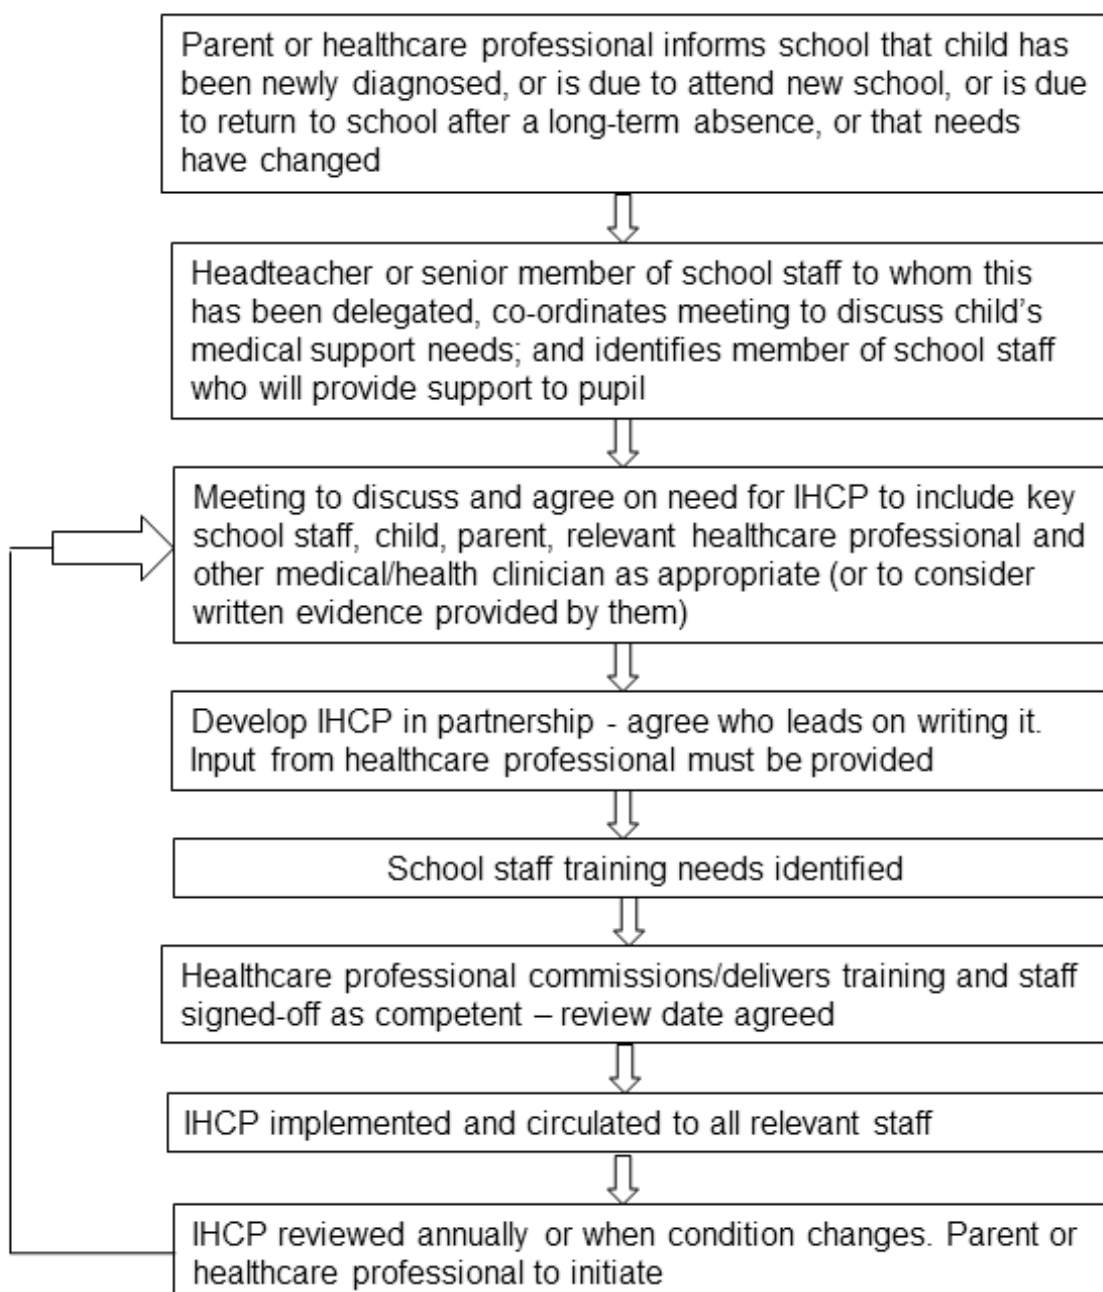 Parent or healthcare professional informs school that child has
been newly diagnosed, or is due to attend new school, or is due
to return to school after a long-term absence, or that needs
have changed
Headteacher or senior member of school staff to whom this
has been delegated, co-ordinates meeting to discuss child's
medical support needs; and identifies member of school staff
who will provide support to pupil
Meeting to discuss and agree on need for IHCP to include key
school staff, child, parent, relevant healthcare professional and
other medical/health clinician as appropriate (or to consider
written evidence provided by them)
Develop IHCP in partnership - agree who leads on writing it.
Input from healthcare professional must be provided
School staff training needs identified
Healthcare professional commissions/delivers training and staff
signed-off as competent – review date agreed
IHCP implemented and circulated to all relevant staff
IHCP reviewed annually or when condition changes. Parent or
healthcare professional to initiate